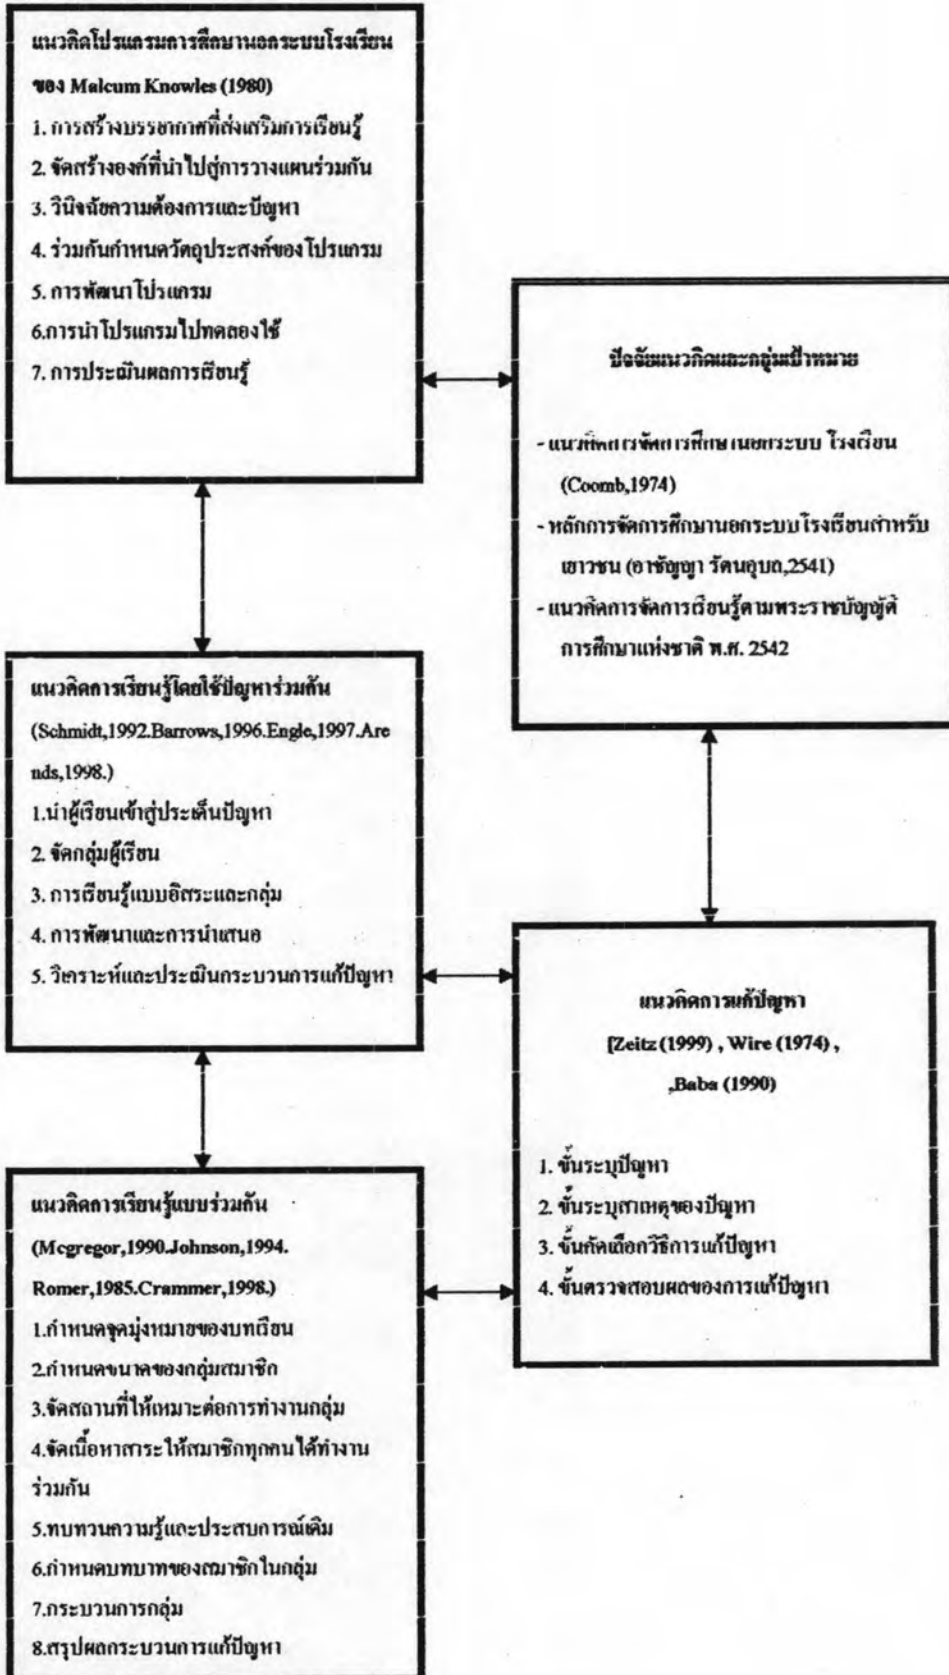 แนวคิดโปรแกรมการศึกษานอกระบบโรงเรียน
ของ Malcum Knowles (1980)
1. การสร้างบรรยากาศที่ส่งเสริมการเรียนรู้
2. จัดสร้างองค์ที่นำไปสู่การวางแผนร่วมกัน
3. วินิจฉัยความต้องการและปัญหา
4. ร่วมกันกำหนดวัตถุประสงค์ของโปรแกรม
5. การพัฒนาโปรแกรม
6.การนำโปรแกรมไปทดลองใช้
7. การประเมินผลการเรียนรู้
ปัจจัยแนวคิดและกลุ่มเป้าหมาย
- แนวคิดการจัดการศึกษานอกระบบ โรงเรียน
(Coomb,1974)
- หลักการจัดการศึกษานอกระบบโรงเรียนสำหรับ
เยาวชน (อาชัญญา รัตนอุบล,2541)
- แนวคิดการจัดการเรียนรู้ตามพระราชบัญญัติ
การศึกษาแห่งชาติ พ.ศ. 2542
แนวคิดการเรียนรู้โดยใช้ปัญหาร่วมกัน
(Schmidt,1992.Barrows,1996.Engle,1997.Are
nds,1998.)
1.นำผู้เรียนเข้าสู่ประเด็นปัญหา
2. จัดกลุ่มผู้เรียน
3. การเรียนรู้แบบอิสระและกลุ่ม
4. การพัฒนาและการนำเสนอ
5. วิเคราะห์และประเมินกระบวนการแก้ปัญหา
แนวคิดการแก้ปัญหา
[Zeitz (1999) , Wire (1974) ,
,Baba (1990)
1. ขั้นระบุปัญหา
2. ขั้นระบุสาเหตุของปัญหา
3. ขั้นคัดเลือกวิธีการแก้ปัญหา
4. ขั้นตรวจสอบผลของการแก้ปัญหา
แนวคิดการเรียนรู้แบบร่วมกัน
(Mcgregor,1990.Johnson,1994.
Romer,1985.Crammer,1998.)
1.กำหนดจุดมุ่งหมายของบทเรียน
2.กำหนดขนาดของกลุ่มสมาชิก
3.จัดสถานที่ให้เหมาะต่อการทำงานกลุ่ม
4.จัดเนื้อหาสาระให้สมาชิกทุกคนได้ทำงาน
ร่วมกัน
5.ทบทวนความรู้และประสบการณ์เดิม
6.กำหนดบทบาทของสมาชิกในกลุ่ม
7.กระบวนการกลุ่ม
8.สรุปผลกระบวนการแก้ปัญหา